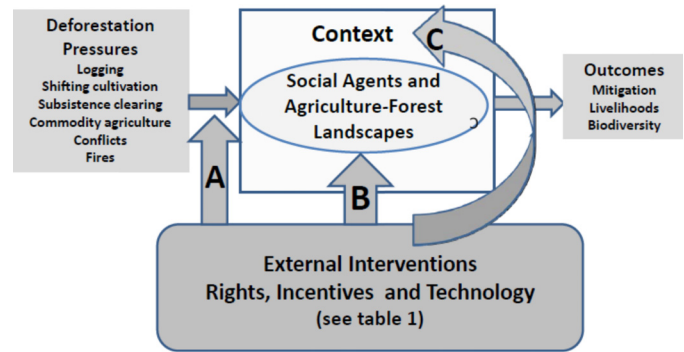 Deforestation
Pressures
Logging
Shifting cultivation
Subsistence clearing
Commodity agriculture
Conflicts
Fires
Context
C
Social Agents and
Agriculture-Forest
Landscapes
Outcomes
Mitigation
Livelihoods
Biodiversity
A
B
External Interventions
Rights, Incentives and Technology
(see table 1)